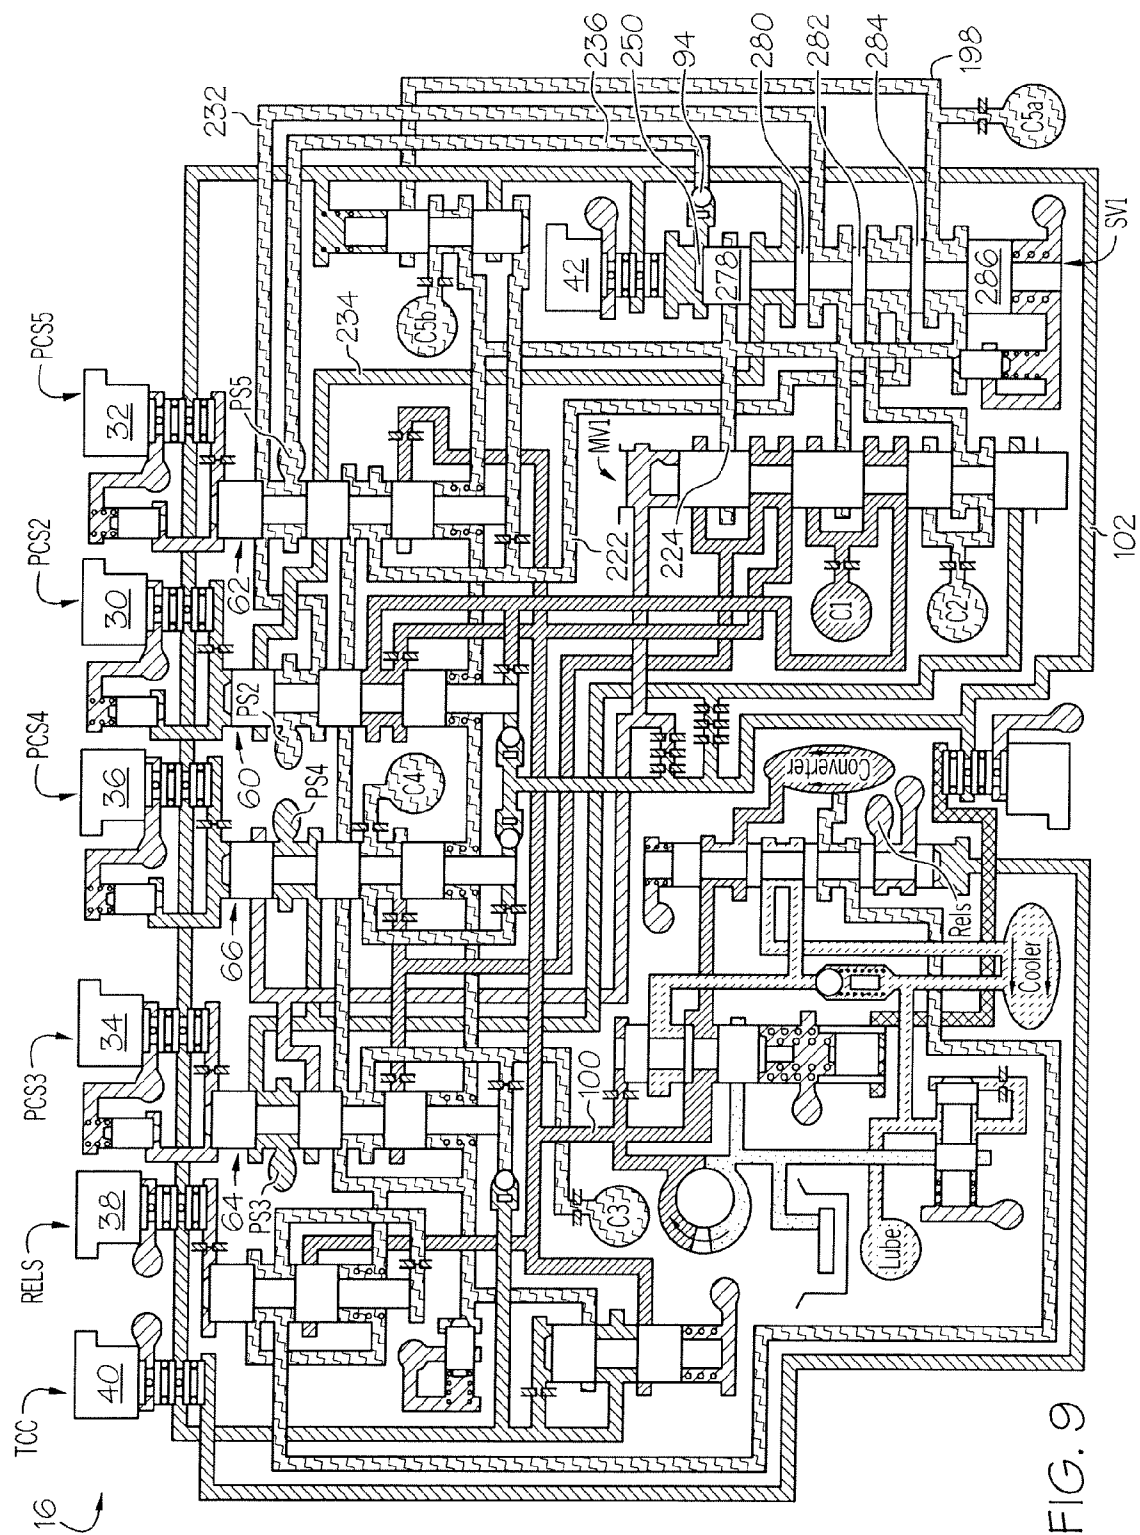 16
TCC
40
RELS
38
PCS3
34
PCS4
36
PCS2
30
PCS5
32
64
PS3
66
PS4
60
PS2
62
PS5
232
234
236
250
94
280
282
284
198
C5a
C5b
42
278
286
SV1
MV1
222
224
C1
C2
102
C4
C3
100
Converter
Rels
Cooler
Lube
FIG. 9